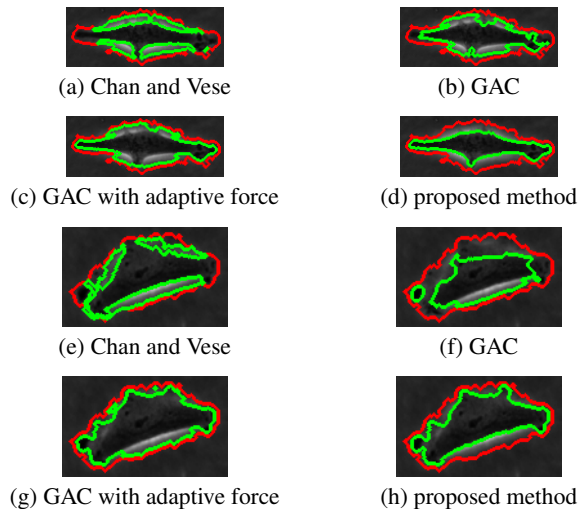 (a) Chan and Vese
(b) GAC
(c) GAC with adaptive force
(d) proposed method
(e) Chan and Vese
(f) GAC
(g) GAC with adaptive force
(h) proposed method